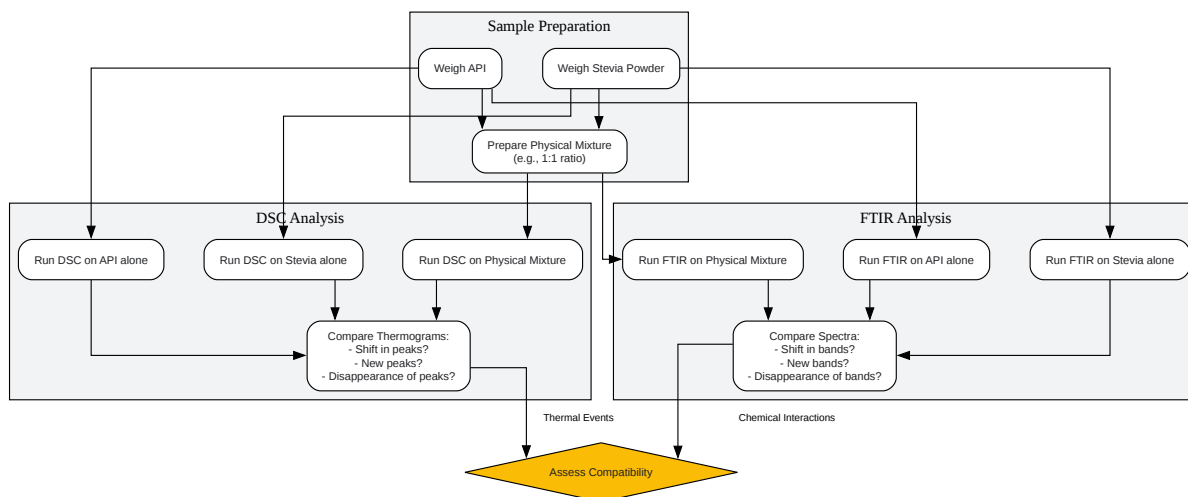 Sample Preparation
Weigh API
Weigh Stevia Powder
Prepare Physical Mixture
(e.g., 1:1 ratio)
DSC Analysis
FTIR Analysis
Run DSC on API alone
Run DSC on Stevia alone
Run DSC on Physical Mixture
Run FTIR on Physical Mixture
Run FTIR on API alone
Run FTIR on Stevia alone
Compare Thermograms:
- Shift in peaks?
- New peaks?
- Disappearance of peaks?
Compare Spectra:
- Shift in bands?
- New bands?
- Disappearance of bands?
Thermal Events
Chemical Interactions
Assess Compatibility